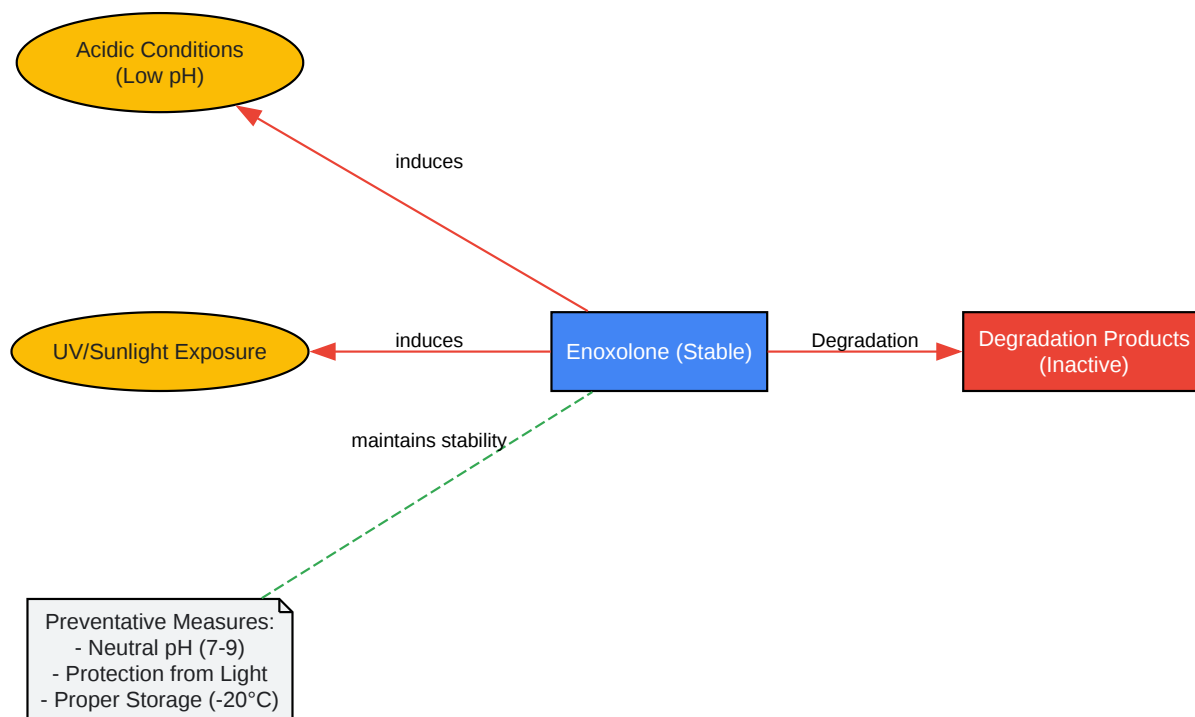 Acidic Conditions
(Low pH)
induces
UV/Sunlight Exposure
induces
Enoxolone (Stable)
Degradation
Degradation Products
(Inactive)
maintains stability
Preventative Measures:
- Neutral pH (7-9)
- Protection from Light
- Proper Storage (-20°C)